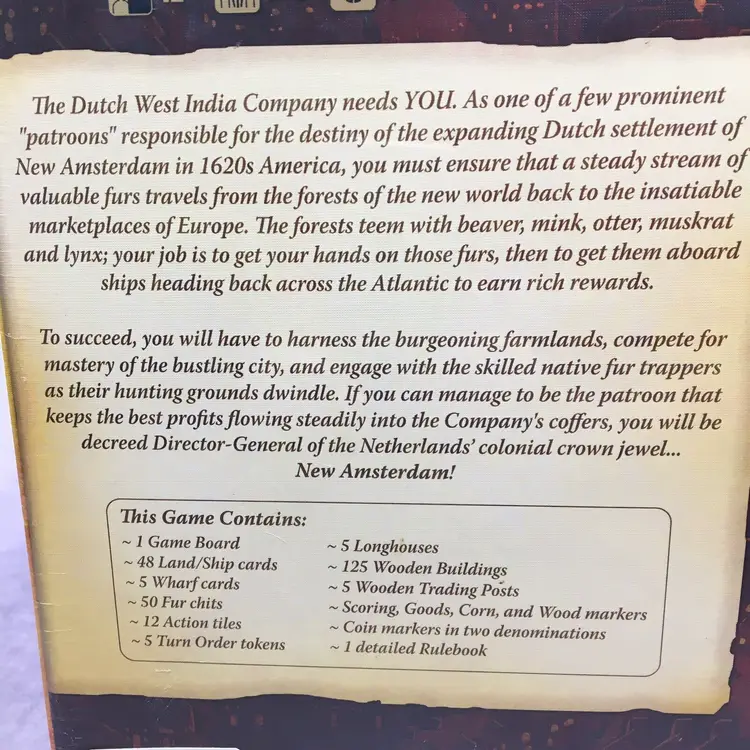 The Dutch West India Company needs YOU. As one of a few prominent
"patroons" responsible for the destiny of the expanding Dutch settlement of
New Amsterdam in 1620s America, you must ensure that a steady stream of
valuable furs travels from the forests of the new world back to the insatiable
marketplaces of Europe. The forests teem with beaver, mink, otter, muskrat
and lynx; your job is to get your hands on those furs, then to get them aboard
ships heading back across the Atlantic to earn rich rewards.
To succeed, you will have to harness the burgeoning farmlands, compete for
mastery of the bustling city, and engage with the skilled native fur trappers
as their hunting grounds dwindle. If you can manage to be the patroon that
keeps the best profits flowing steadily into the Company's coffers, you will be
decreed Director-General of the Netherlands' colonial crown jewel...
New Amsterdam!
This Game Contains:
~ 1 Game Board
~ 48 Land/Ship cards
~ 5 Wharf cards
~ 50 Fur chits
~ 12 Action tiles
~ 5 Turn Order tokens
~ 5 Longhouses
~ 125 Wooden Buildings
~ 5 Wooden Trading Posts
~ Scoring, Goods, Corn, and Wood markers
~ Coin markers in two denominations
~ 1 detailed Rulebook